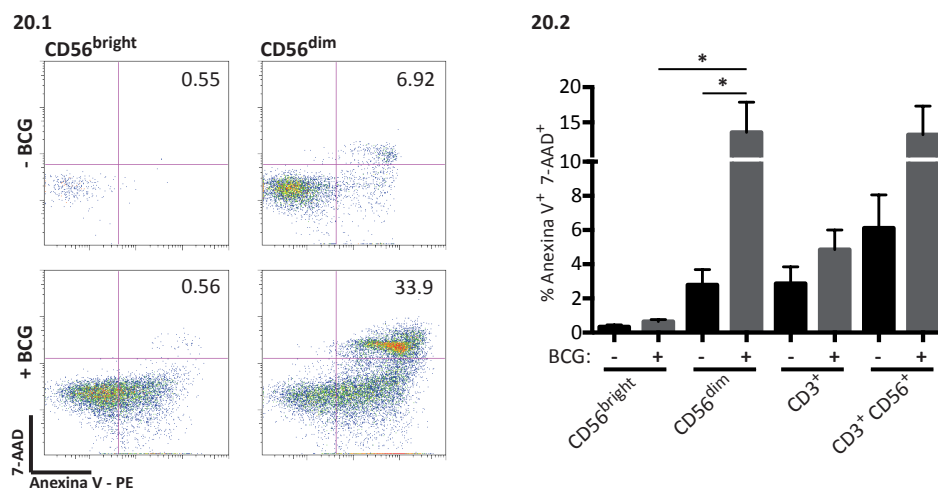 20.1
CD56bright
CD56dim
- BCG
0.55
6.92
+ BCG
0.56
33.9
7-AAD
Anexina V - PE
20.2
% Anexina V+ 7-AAD+
20
15
10
8
6
4
2
0
*
*
BCG: - + - + - + - +
CD56bright
CD56dim
CD3+
CD3+ CD56+